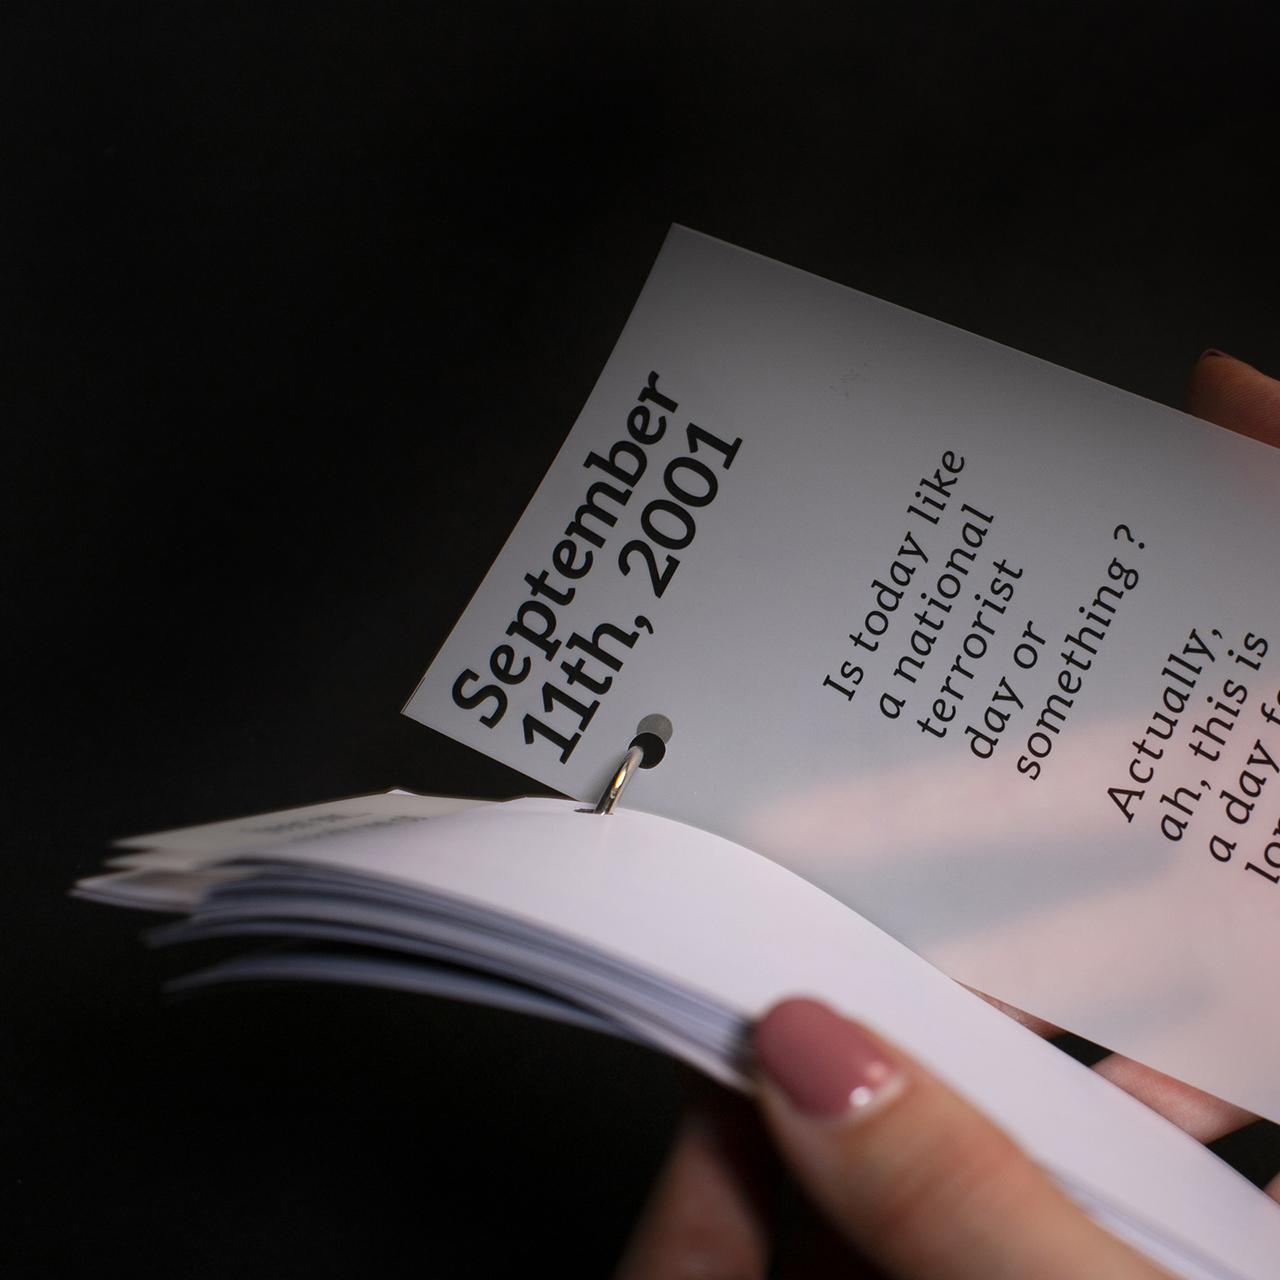 September
11th, 2001
Is today like
a national
terrorist
day or
something ?
Actually,
ah, this is
a day